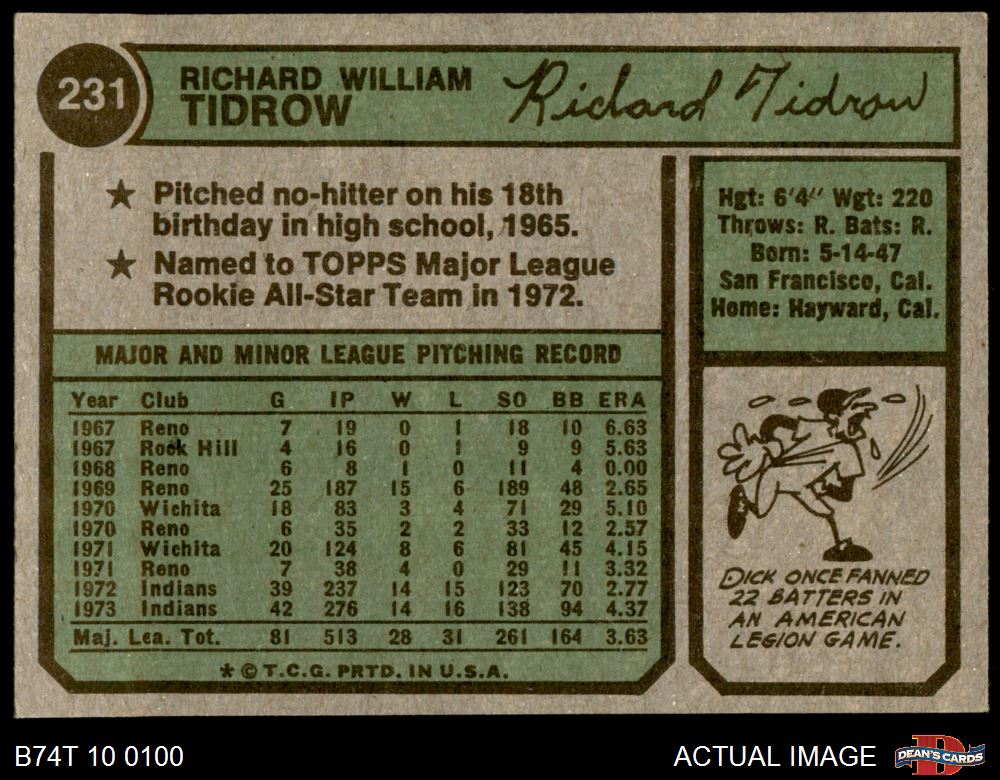 231
RICHARD WILLIAM
TIDROW
Richard Tidrow
★ Pitched no-hitter on his 18th
birthday in high school, 1965.
★ Named to TOPPS Major League
Rookie All-Star Team in 1972.
Hgt: 6'4" Wgt: 220
Throws: R. Bats: R.
Born: 5-14-47
San Francisco, Cal.
Home: Hayward, Cal.
MAJOR AND MINOR LEAGUE PITCHING RECORD
Year Club G IP W L SO BB ERA
1967 Reno 7 19 0 1 18 10 6.63
1967 Rock Hill 4 16 0 1 9 9 5.63
1968 Reno 6 8 1 0 11 4 0.00
1969 Reno 25 187 15 6 189 48 2.65
1970 Wichita 18 83 3 4 71 29 5.10
1970 Reno 6 35 2 2 33 12 2.57
1971 Wichita 20 124 8 6 81 45 4.15
1971 Reno 7 38 4 0 29 11 3.32
1972 Indians 39 237 14 15 123 70 2.77
1973 Indians 42 276 14 16 138 94 4.37
Maj. Lea. Tot. 81 513 28 31 261 164 3.63
* © T.C.G. PRTD. IN U.S.A.
DICK ONCE FANNED
22 BATTERS IN
AN AMERICAN
LEGION GAME.
B74T 10 0100
ACTUAL IMAGE
DEAN'S CARDS